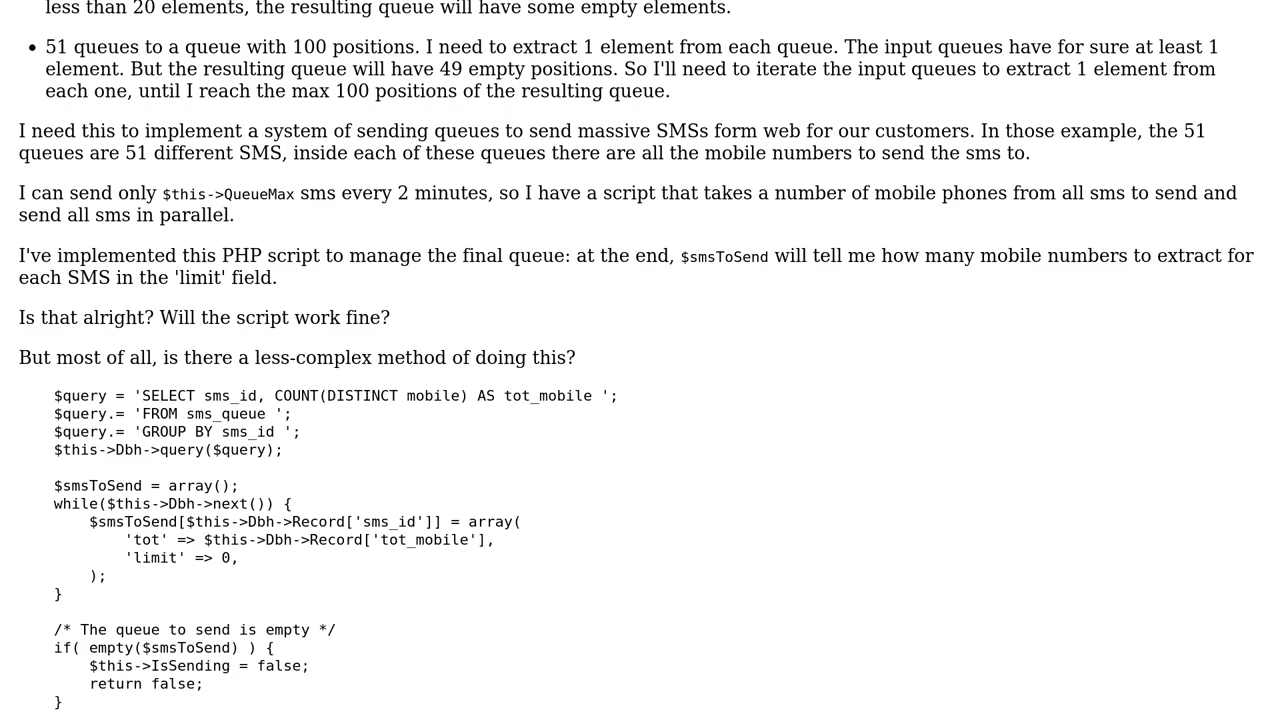 less than 20 elements, the resulting queue will have some empty elements.
• 51 queues to a queue with 100 positions. I need to extract 1 element from each queue. The input queues have for sure at least 1
element. But the resulting queue will have 49 empty positions. So I'll need to iterate the input queues to extract 1 element from
each one, until I reach the max 100 positions of the resulting queue.
I need this to implement a system of sending queues to send massive SMSs form web for our customers. In those example, the 51
queues are 51 different SMS, inside each of these queues there are all the mobile numbers to send the sms to.
I can send only $this->QueueMax sms every 2 minutes, so I have a script that takes a number of mobile phones from all sms to send and
send all sms in parallel.
I've implemented this PHP script to manage the final queue: at the end, $smsToSend will tell me how many mobile numbers to extract for
each SMS in the 'limit' field.
Is that alright? Will the script work fine?
But most of all, is there a less-complex method of doing this?
$query = 'SELECT sms_id, COUNT(DISTINCT mobile) AS tot_mobile ';
$query.= 'FROM sms_queue ';
$query.= 'GROUP BY sms_id ';
$this->Dbh->query($query);
$smsToSend = array();
while($this->Dbh->next()) {
    $smsToSend[$this->Dbh->Record['sms_id']] = array(
        'tot' => $this->Dbh->Record['tot_mobile'],
        'limit' => 0,
    );
}
/* The queue to send is empty */
if( empty($smsToSend) ) {
    $this->IsSending = false;
    return false;
}